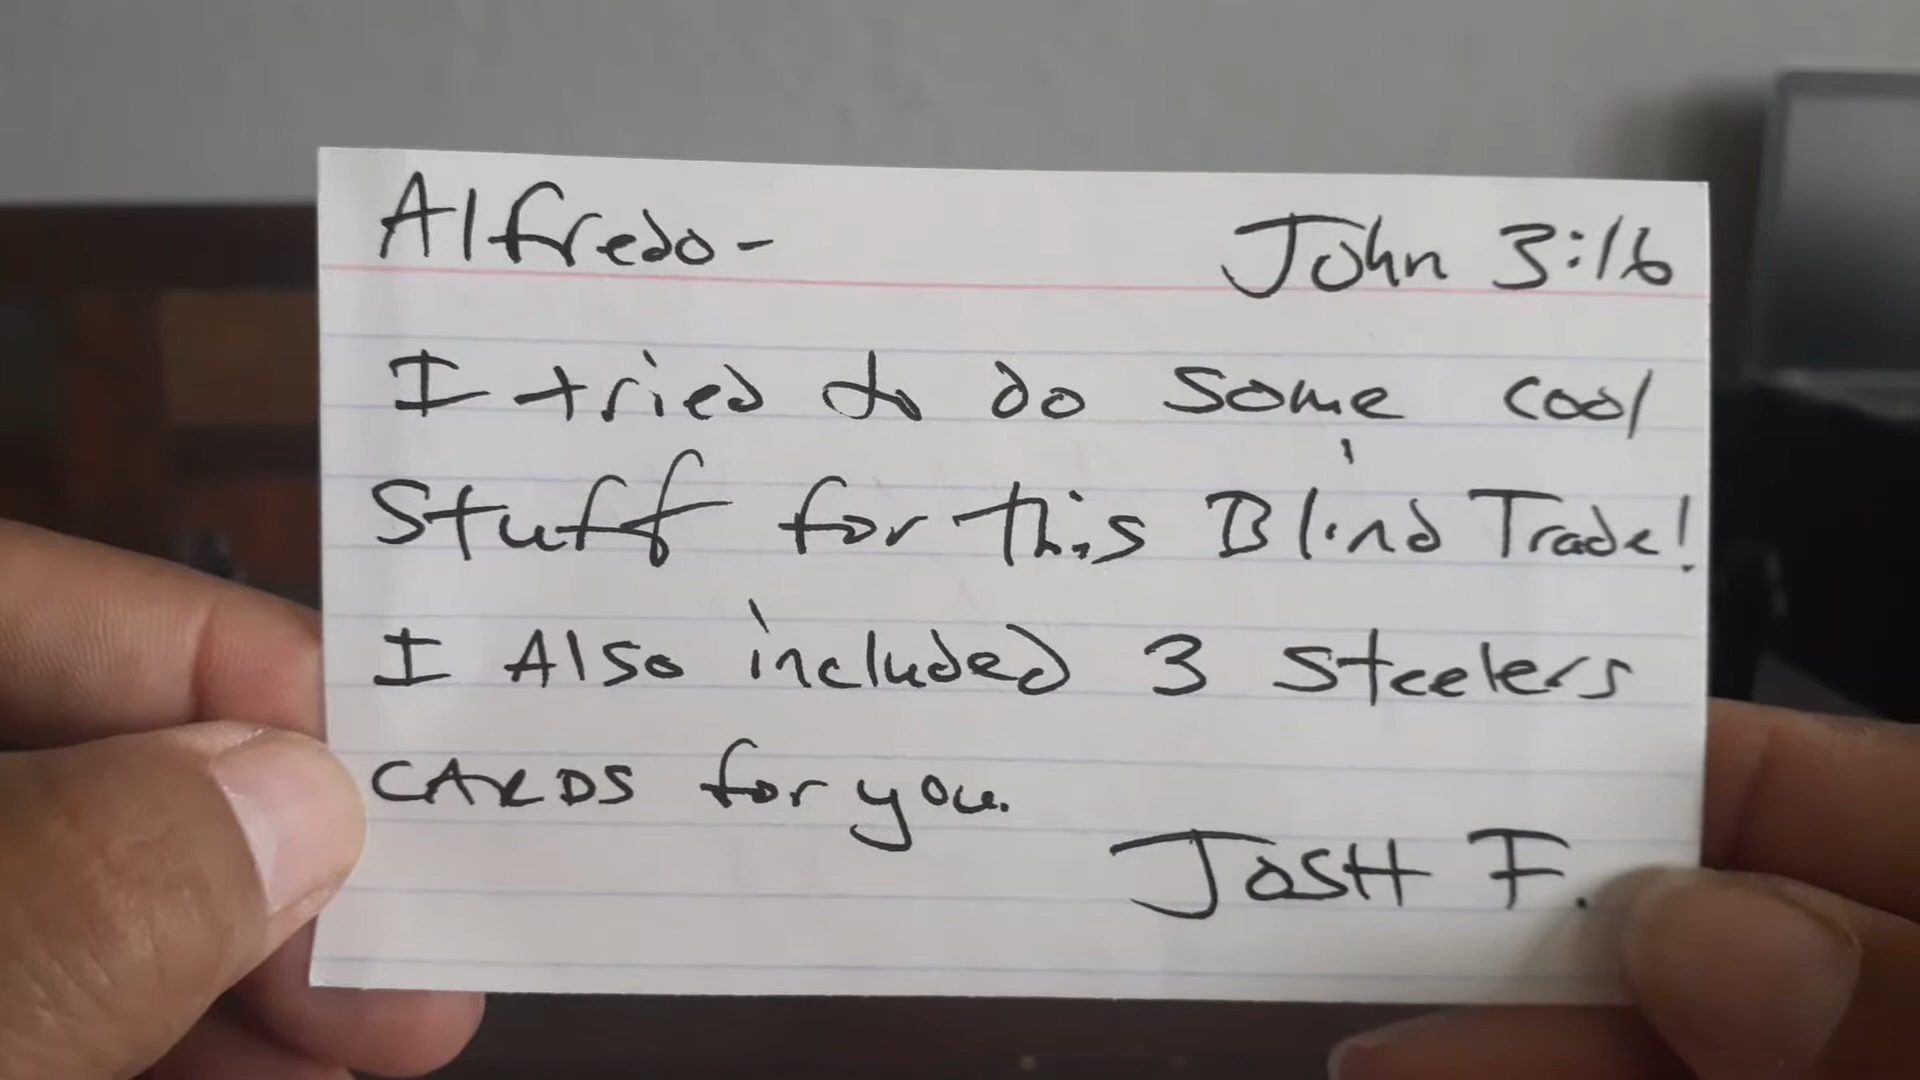 Alfredo- John 3:16
I tried to do some cool
Stuff for this Blind Trade!
I Also included 3 Steelers
CARDS for you.
JOSH F.